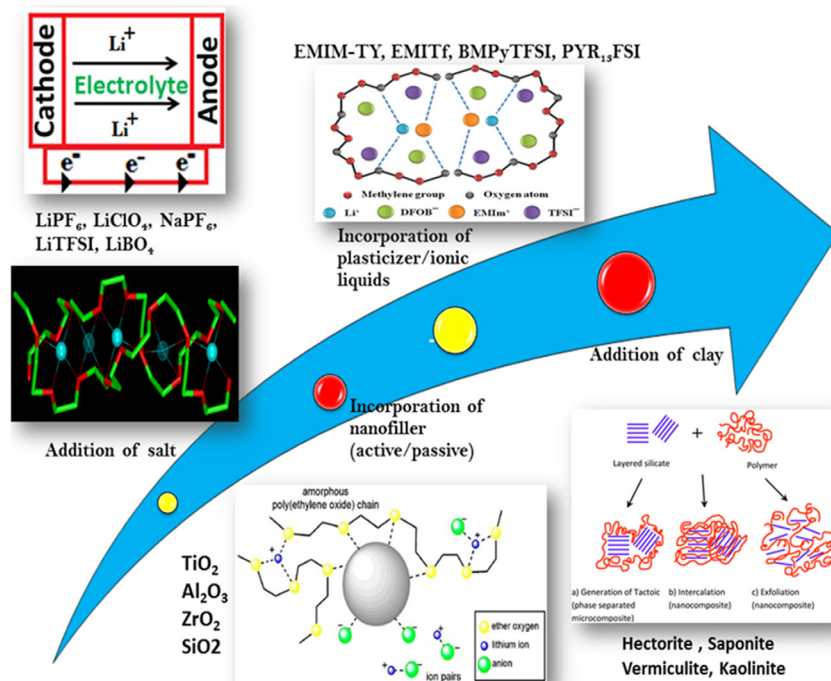 Cathode
Li⁺
Electrolyte
Li⁺
Anode
e⁻ e⁻ e⁻
LiPF₆, LiClO₄, NaPF₆,
LiTFSI, LiBO₄
Addition of salt
EMIM-TY, EMITf, BMPyTFSI, PYR₁₃FSI
Methylene group Oxygen atom
Li⁺ DFOB⁻ EMIm⁺ TFSI⁻
Incorporation of
plasticizer/ionic
liquids
Incorporation of
nanofiller
(active/passive)
Addition of clay
TiO₂
Al₂O₃
ZrO₂
SiO2
amorphous
poly(ethylene oxide) chain
+
+
−
−
−
+
−
+
−
ion pairs
ether oxygen
+ lithium ion
− anion
+
Layered silicate
Polymer
a) Generation of Tactoic
(phase separated
microcomposite)
b) Intercalation
(nanocomposite)
c) Exfoliation
(nanocomposite)
Hectorite , Saponite
Vermiculite, Kaolinite